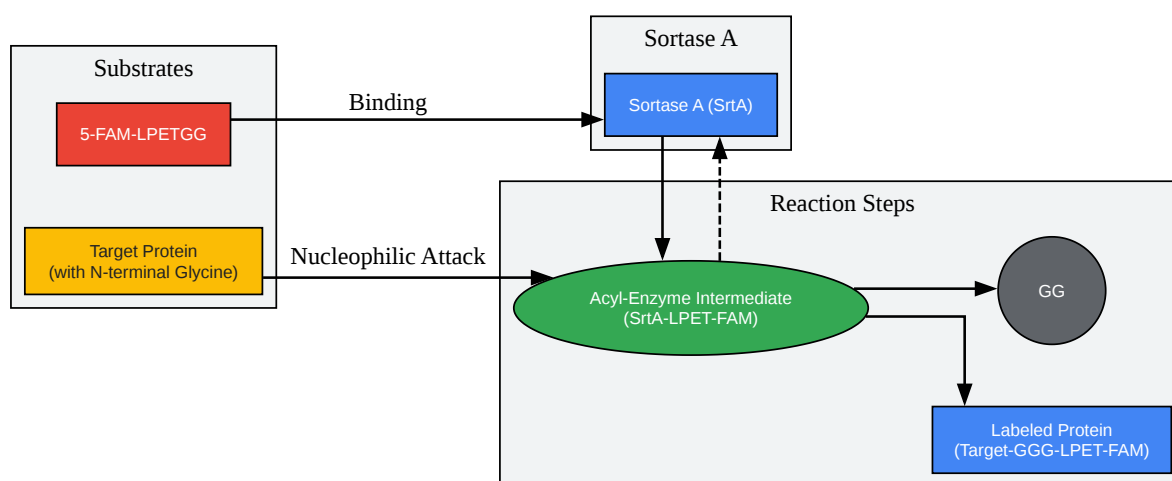 Sortase A
Substrates
Sortase A (SrtA)
5-FAM-LPETGG
Binding
Reaction Steps
Target Protein
(with N-terminal Glycine)
Nucleophilic Attack
Acyl-Enzyme Intermediate
(SrtA-LPET-FAM)
GG
Labeled Protein
(Target-GGG-LPET-FAM)